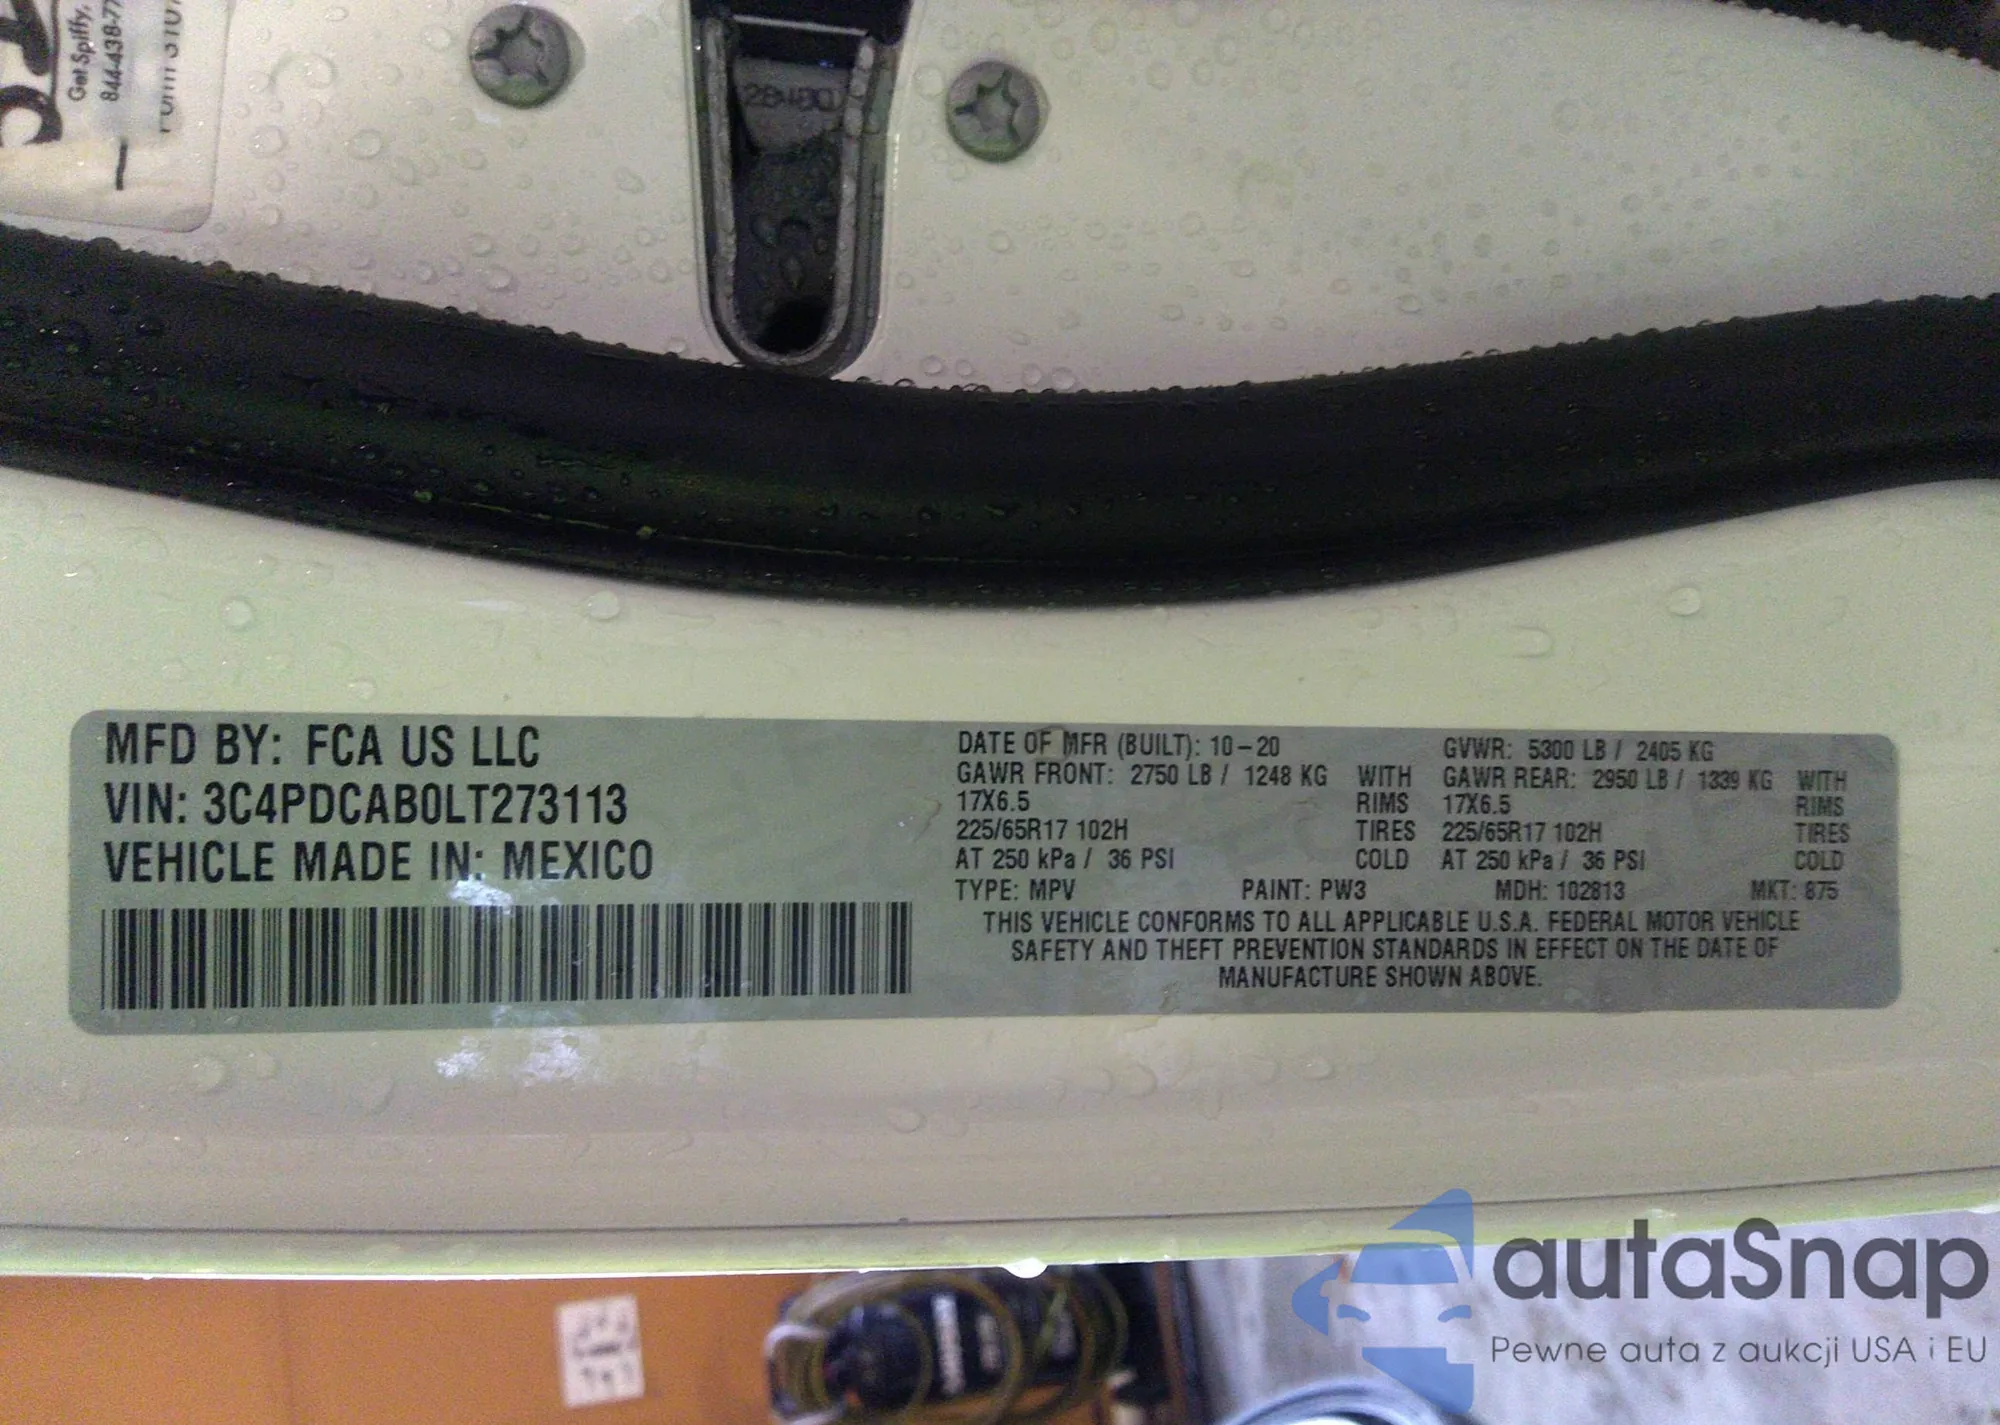 Get Spiffy,
28480
MFD BY: FCA US LLC
VIN: 3C4PDCAB0LT273113
VEHICLE MADE IN: MEXICO
DATE OF MFR (BUILT): 10-20 GVWR: 5300 LB / 2405 KG
GAWR FRONT: 2750 LB / 1248 KG WITH GAWR REAR: 2950 LB / 1339 KG WITH
17X6.5 RIMS 17X6.5 RIMS
225/65R17 102H TIRES 225/65R17 102H TIRES
AT 250 kPa / 36 PSI COLD AT 250 kPa / 36 PSI COLD
TYPE: MPV PAINT: PW3 MDH: 102813 MKT: 875
THIS VEHICLE CONFORMS TO ALL APPLICABLE U.S.A. FEDERAL MOTOR VEHICLE
SAFETY AND THEFT PREVENTION STANDARDS IN EFFECT ON THE DATE OF
MANUFACTURE SHOWN ABOVE.
autaSnap
Pewne auta z aukcji USA i EU